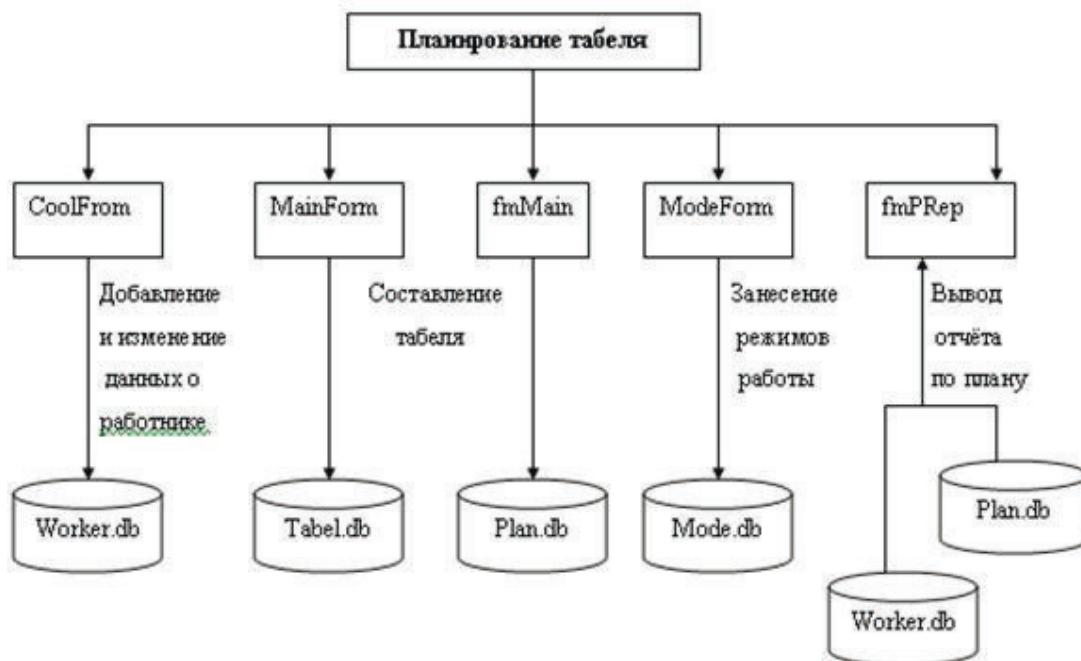 Планирование табеля
CoolFrom
MainForm
fmMain
ModeForm
fmPRep
Добавление
и изменение
данных о
работнике
Составление
табеля
Занесение
режимов
работы
Вывод
отчёта
по плану
Worker.db
Tabel.db
Plan.db
Mode.db
Plan.db
Worker.db